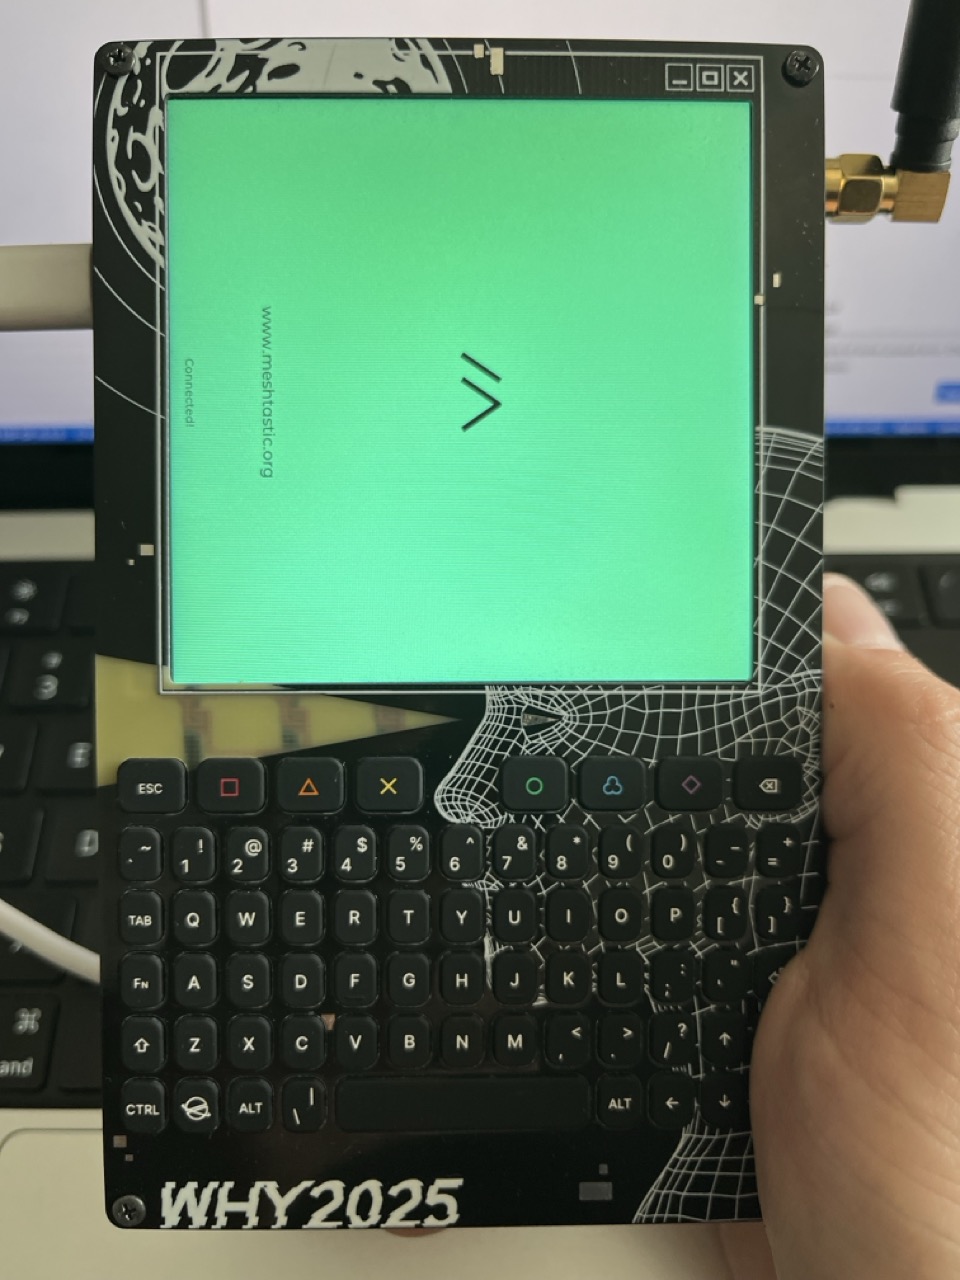 www.meshtastic.org
Connected!
ESC
~ ! @ # $ % ^ & * ( ) _ +
` 1 2 3 4 5 6 7 8 9 0 - =
TAB Q W E R T Y U I O P [ { ] }
FN A S D F G H J K L ; : ' "
Z X C V B N M , < . > / ?
CTRL ALT \ | ALT
WHY2025
and